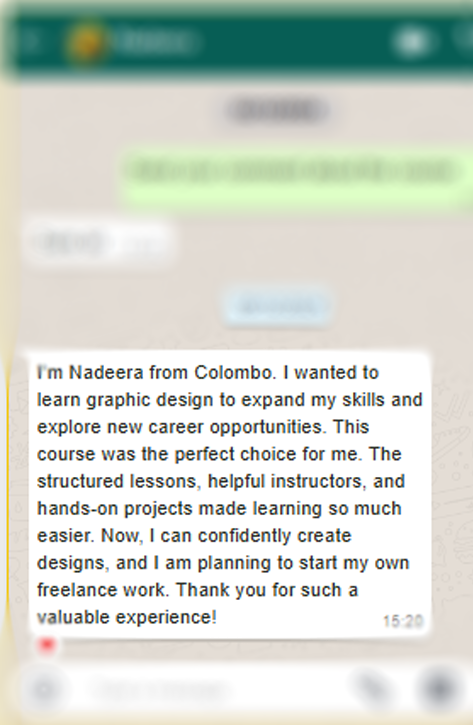 I'm Nadeera from Colombo. I wanted to
learn graphic design to expand my skills and
explore new career opportunities. This
course was the perfect choice for me. The
structured lessons, helpful instructors, and
hands-on projects made learning so much
easier. Now, I can confidently create
designs, and I am planning to start my own
freelance work. Thank you for such a
valuable experience!
15:20